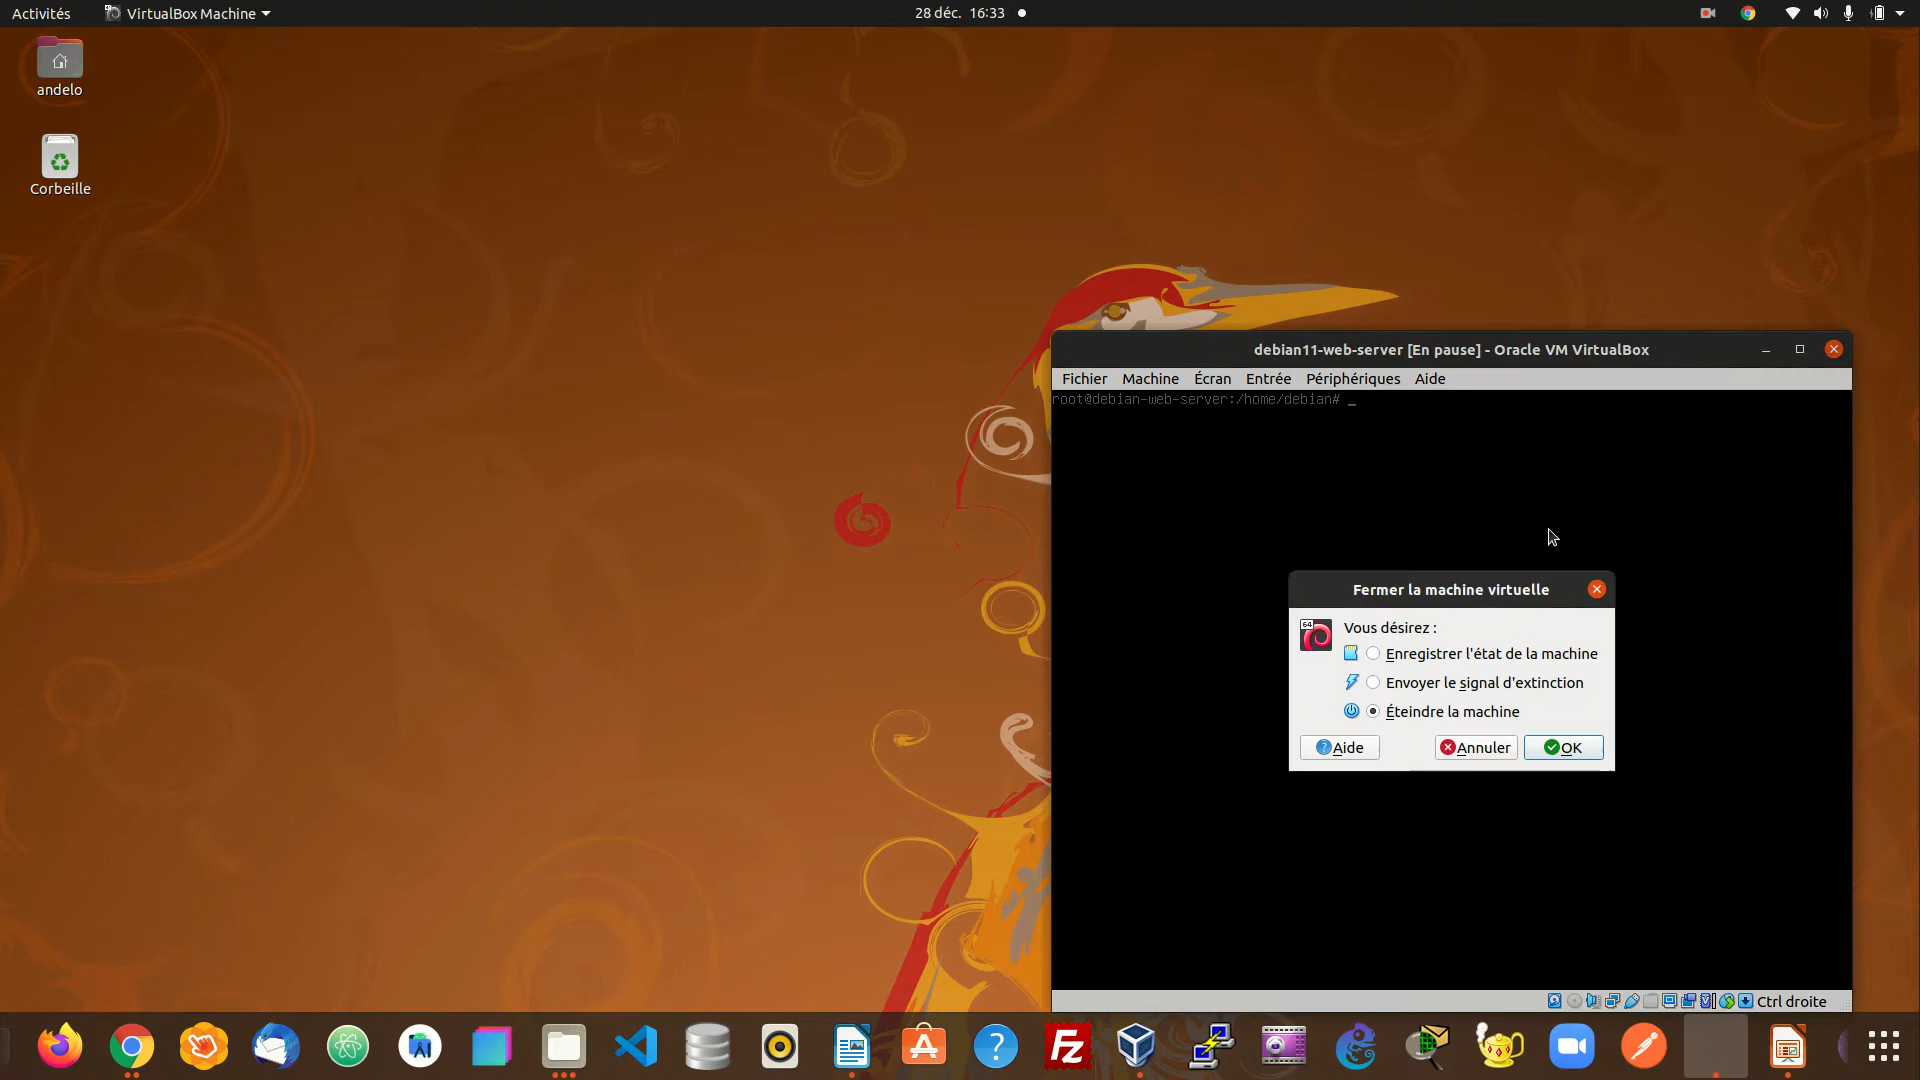 Activités
VirtualBox Machine
28 déc. 16:33
andelo
Corbeille
debian11-web-server [En pause] - Oracle VM VirtualBox
Fichier Machine Écran Entrée Périphériques Aide
root@debian-web-server:/home/debian# _
Fermer la machine virtuelle
64
Vous désirez :
Enregistrer l'état de la machine
Envoyer le signal d'extinction
Éteindre la machine
Aide
Annuler
OK
Ctrl droite